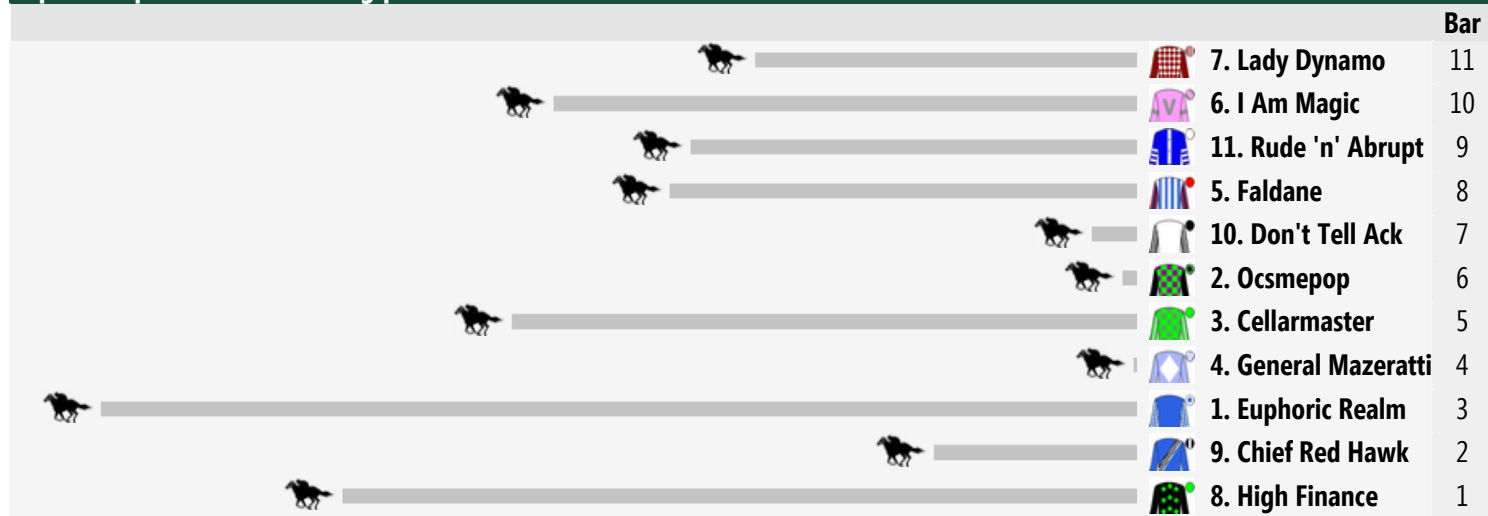 Bar
7. Lady Dynamo 11
6. I Am Magic 10
V
11. Rude 'n' Abrupt 9
5. Faldane 8
10. Don't Tell Ack 7
2. Ocsmepop 6
3. Cellarmaster 5
4. General Mazeratti 4
1. Euphoric Realm 3
9. Chief Red Hawk 2
8. High Finance 1